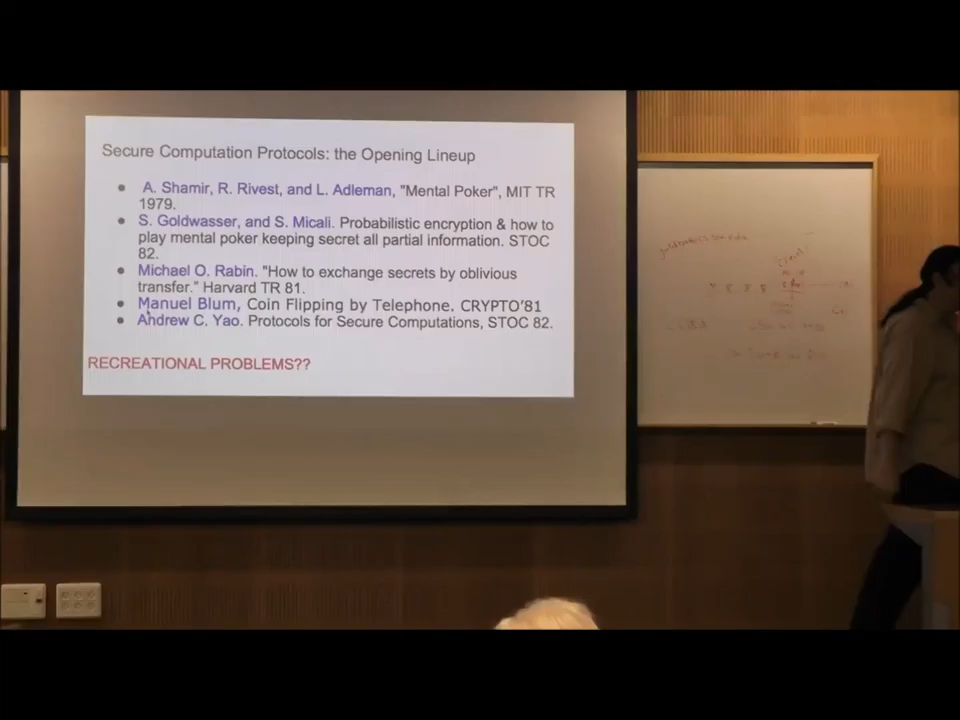 Secure Computation Protocols: the Opening Lineup
• A. Shamir, R. Rivest, and L. Adleman, "Mental Poker", MIT TR
1979.
• S. Goldwasser, and S. Micali. Probabilistic encryption & how to
play mental poker keeping secret all partial information. STOC
82.
• Michael O. Rabin. "How to exchange secrets by oblivious
transfer." Harvard TR 81.
• Manuel Blum, Coin Flipping by Telephone. CRYPTO'81
• Andrew C. Yao. Protocols for Secure Computations, STOC 82.
RECREATIONAL PROBLEMS??